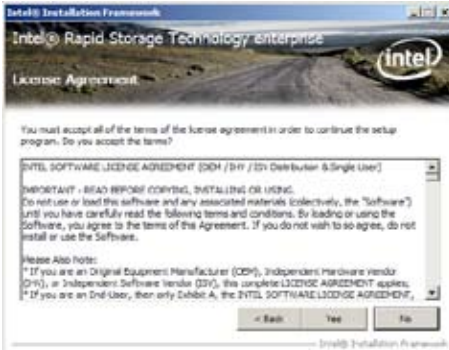 Intel® Installation Framework
Intel® Rapid Storage Technology enterprise
intel
License Agreement
You must accept all of the terms of the license agreement in order to continue the setup
program. Do you accept the terms?
INTEL SOFTWARE LICENSE AGREEMENT (OEM / IHV / ISV Distribution & Single User)
IMPORTANT - READ BEFORE COPYING, INSTALLING OR USING.
Do not use or load this software and any associated materials (collectively, the "Software")
until you have carefully read the following terms and conditions. By loading or using the
Software, you agree to the terms of this Agreement. If you do not wish to so agree, do not
install or use the Software.
Please Also Note:
* If you are an Original Equipment Manufacturer (OEM), Independent Hardware Vendor
(IHV), or Independent Software Vendor (ISV), this complete LICENSE AGREEMENT applies;
* If you are an End-User, then only Exhibit A, the INTEL SOFTWARE LICENSE AGREEMENT,
< Back Yes No
Intel® Installation Framework